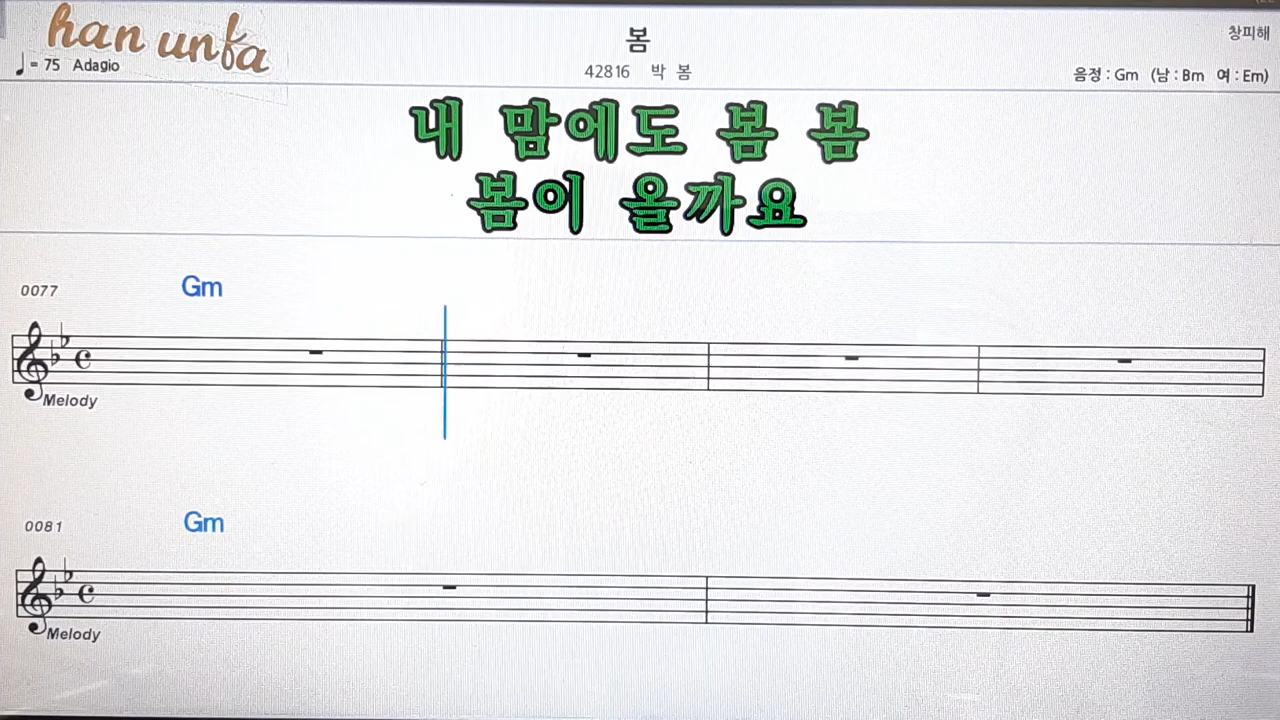 han unfa
봄
창피해
♩= 75 Adagio
42816 박 봄
음정 : Gm (남 : Bm 여 : Em)
내 맘에도 봄 봄
봄이 올까요
0077 Gm
Melody
0081 Gm
Melody